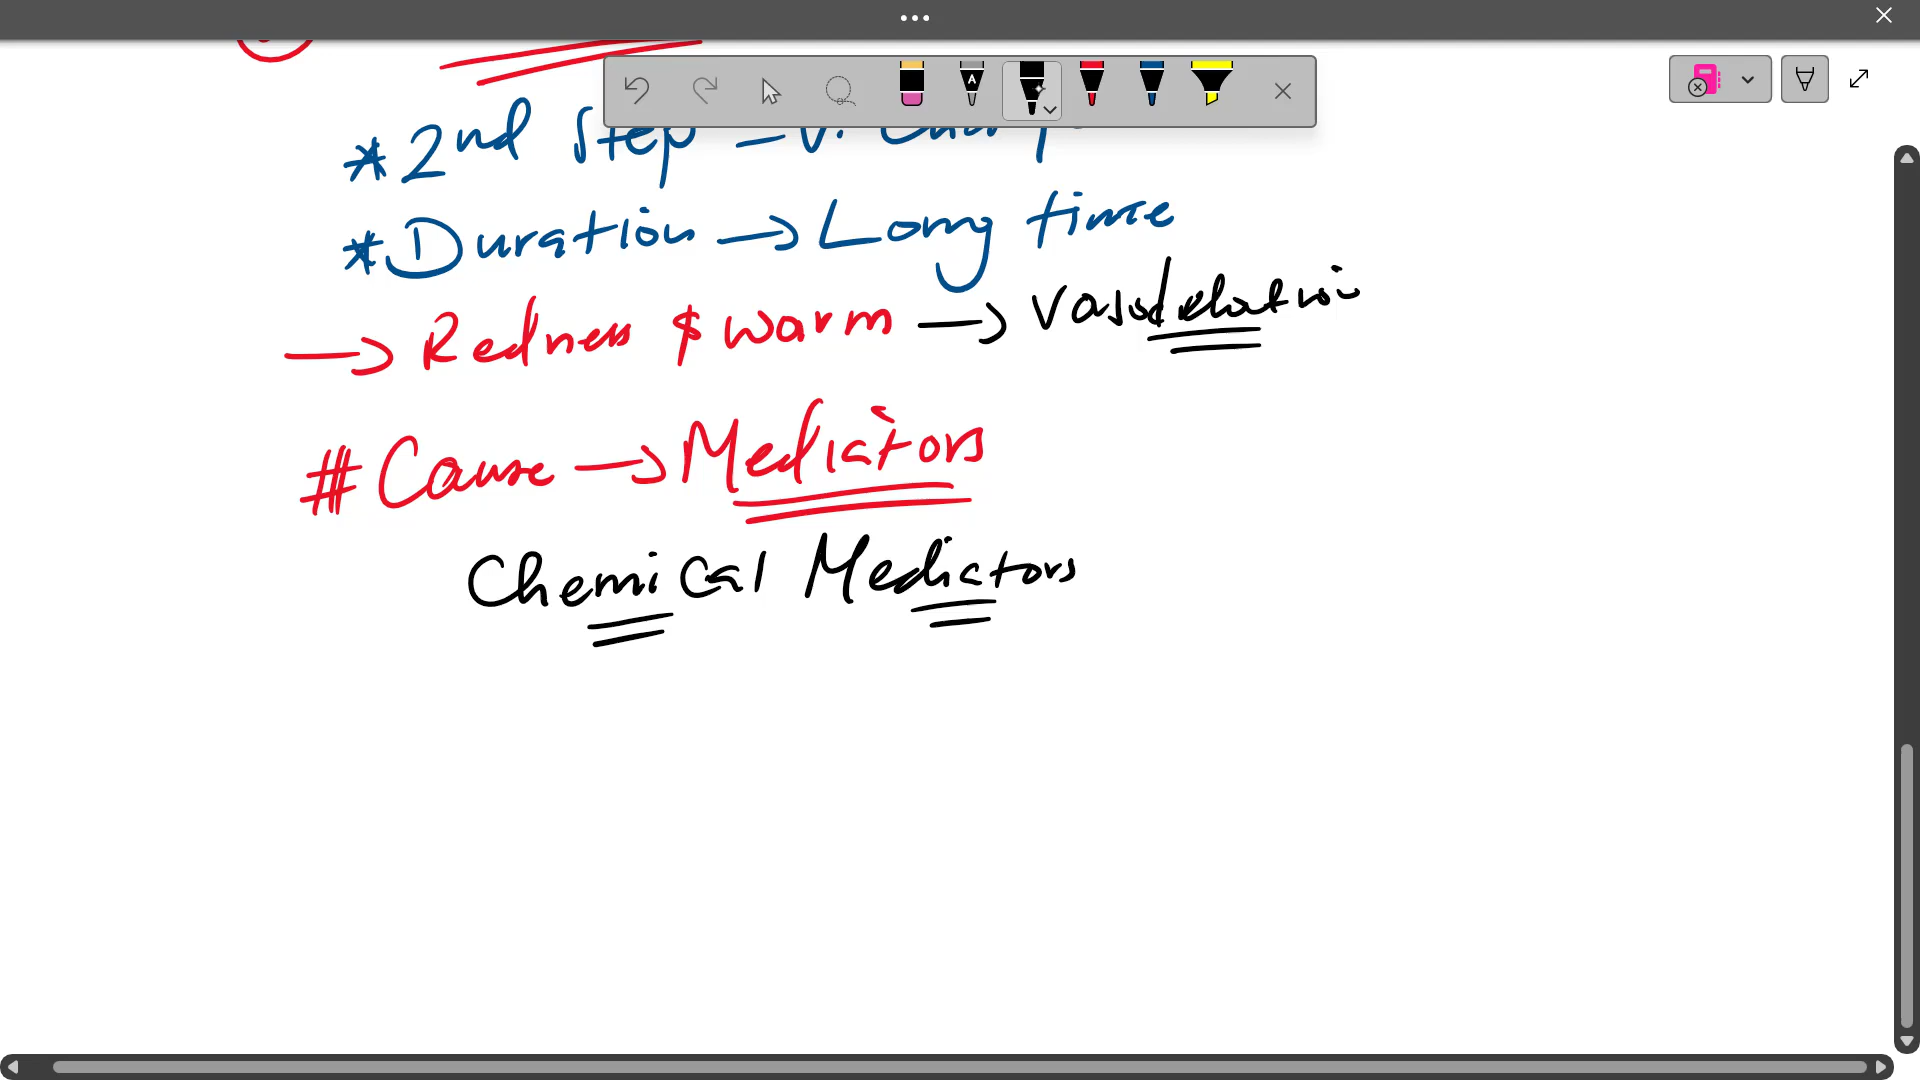 * 2nd Step - V.
* Duration → Long time
→ Redness & warm → Vasodilation
# Cause → Mediators
Chemical Mediators